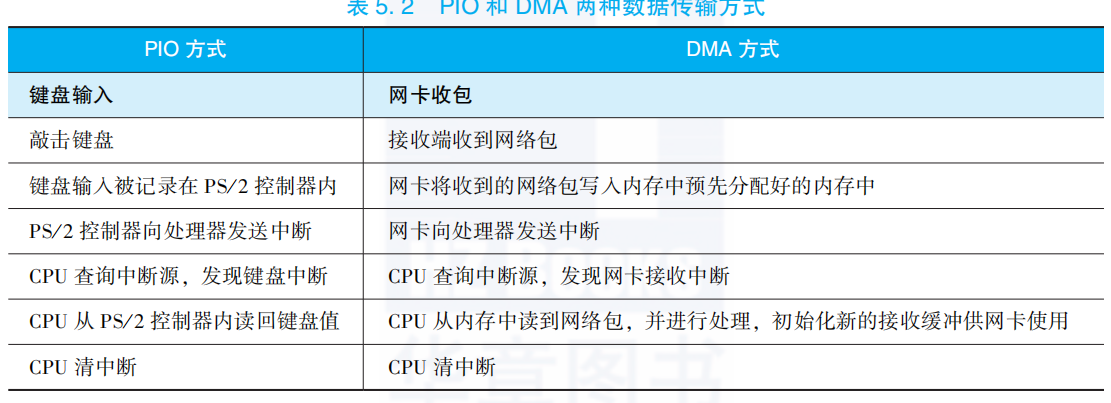 表 5.2 PIO 和 DMA 两种数据传输方式
PIO 方式 DMA 方式
键盘输入 网卡收包
敲击键盘 接收端收到网络包
键盘输入被记录在 PS/2 控制器内 网卡将收到的网络包写入内存中预先分配好的内存中
PS/2 控制器向处理器发送中断 网卡向处理器发送中断
CPU 查询中断源，发现键盘中断 CPU 查询中断源，发现网卡接收中断
CPU 从 PS/2 控制器内读回键盘值 CPU 从内存中读到网络包，并进行处理，初始化新的接收缓冲供网卡使用
CPU 清中断 CPU 清中断
华章图书